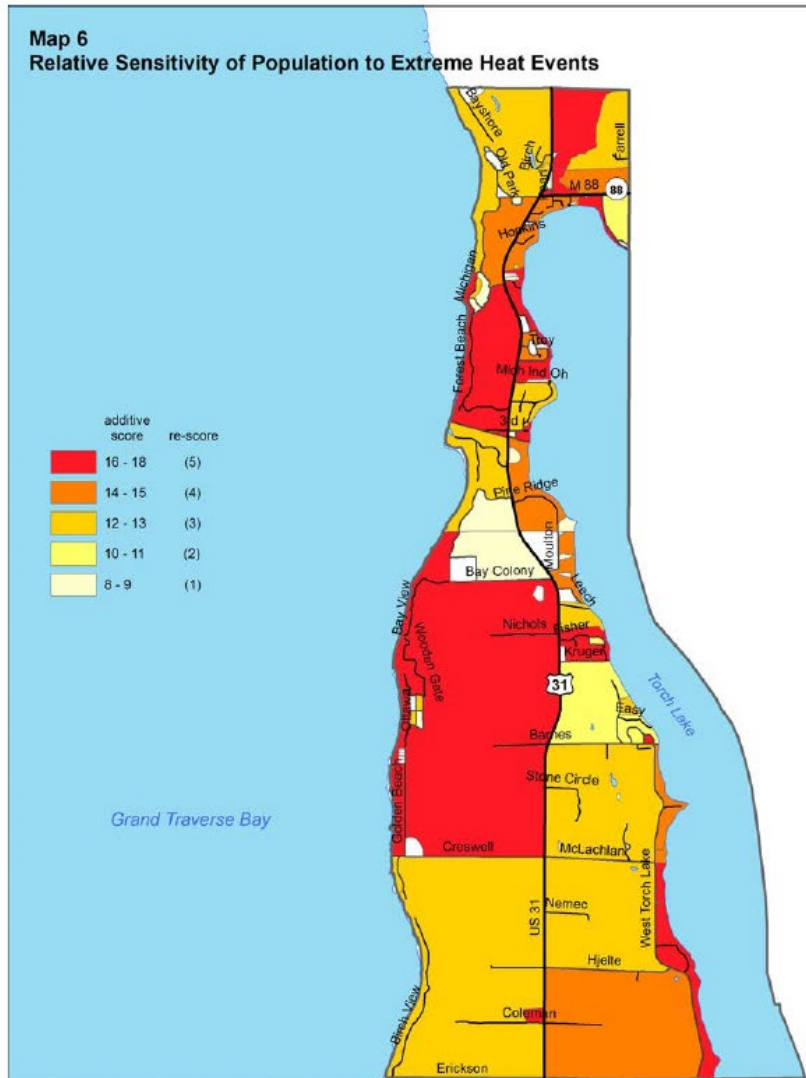 Map 6
Relative Sensitivity of Population to Extreme Heat Events
Bayshore
Old Park
Birch
Farrell
M 88
88
Hopkins
Michigan
Forest Beach
Troy
Mich Ind Oh
3rd
additive score
re-score
16 - 18 (5)
14 - 15 (4)
12 - 13 (3)
10 - 11 (2)
8 - 9 (1)
Pine Ridge
Moulton
Bay Colony
Leech
Bay View
Nichols
Fisher
Wooden Gate
Kruger
31
Torch Lake
Ottawa
Easy
Barnes
Stone Circle
Golden Beach
Grand Traverse Bay
Creswell
McLachlan
West Torch Lake
US 31
Nemec
Hjelte
Birch View
Coleman
Erickson